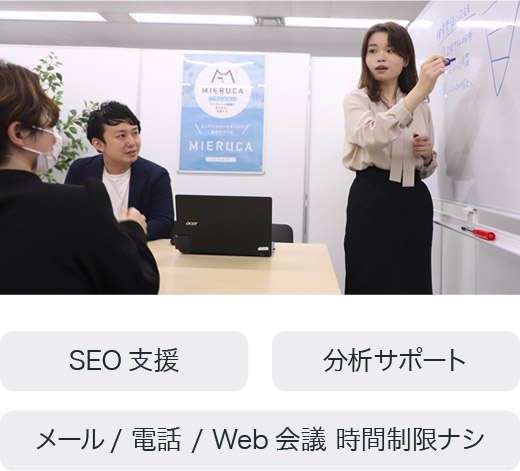 MIERUCA
MIERUCA
acer
SEO 支援
分析サポート
メール / 電話 / Web 会議 時間制限ナシ